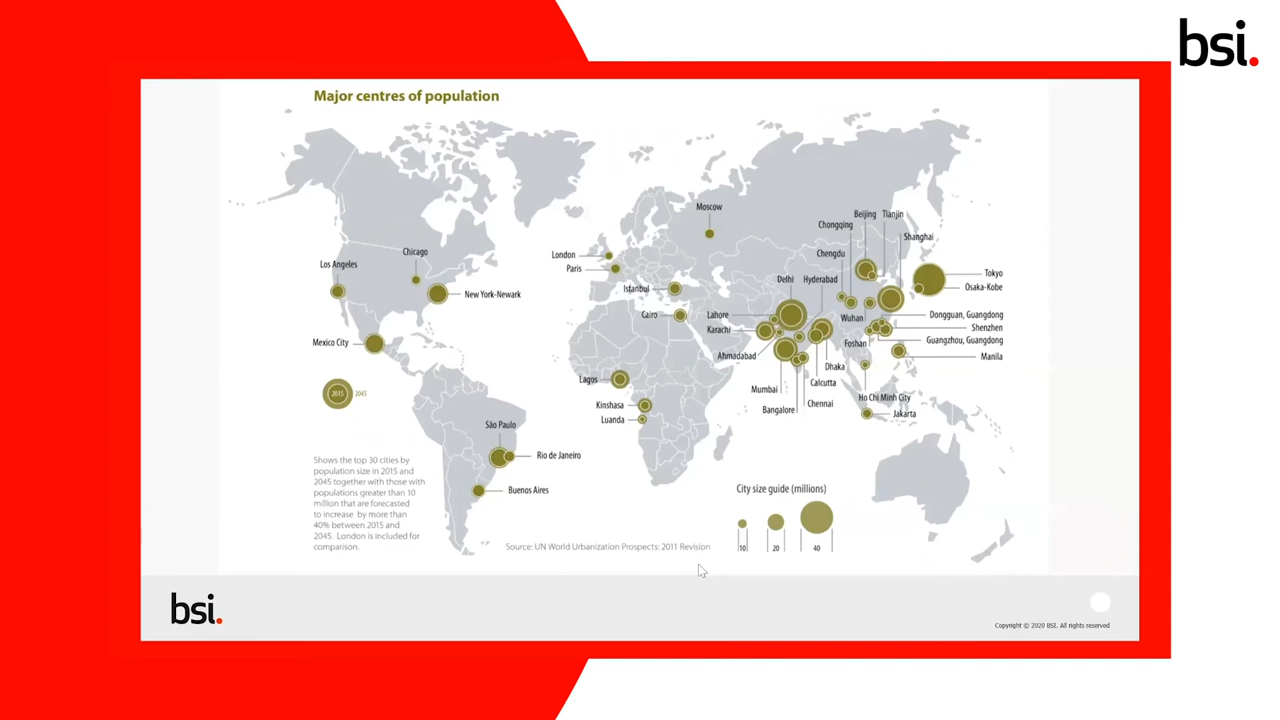 bsi.
Major centres of population
Moscow
Beijing
Tianjin
Chongqing
Shanghai
London
Chicago
Chengdu
Los Angeles
Paris
Tokyo
Delhi
Hyderabad
Istanbul
Osaka-Kobe
New York-Newark
Cairo
Lahore
Wuhan
Dongguan, Guangdong
Karachi
Shenzhen
Mexico City
Foshan
Guangzhou, Guangdong
Ahmadabad
Manila
Dhaka
Lagos
Calcutta
Mumbai
2015
2045
Ho Chi Minh City
Kinshasa
Chennai
Bangalore
Jakarta
Luanda
São Paulo
Rio de Janeiro
Buenos Aires
Shows the top 30 cities by
population size in 2015 and
2045 together with those with
populations greater than 10
million that are forecasted
to increase by more than
40% between 2015 and
2045. London is included for
comparison.
City size guide (millions)
10
20
40
Source: UN World Urbanization Prospects: 2011 Revision
bsi.
Copyright © 2020 BSI. All rights reserved